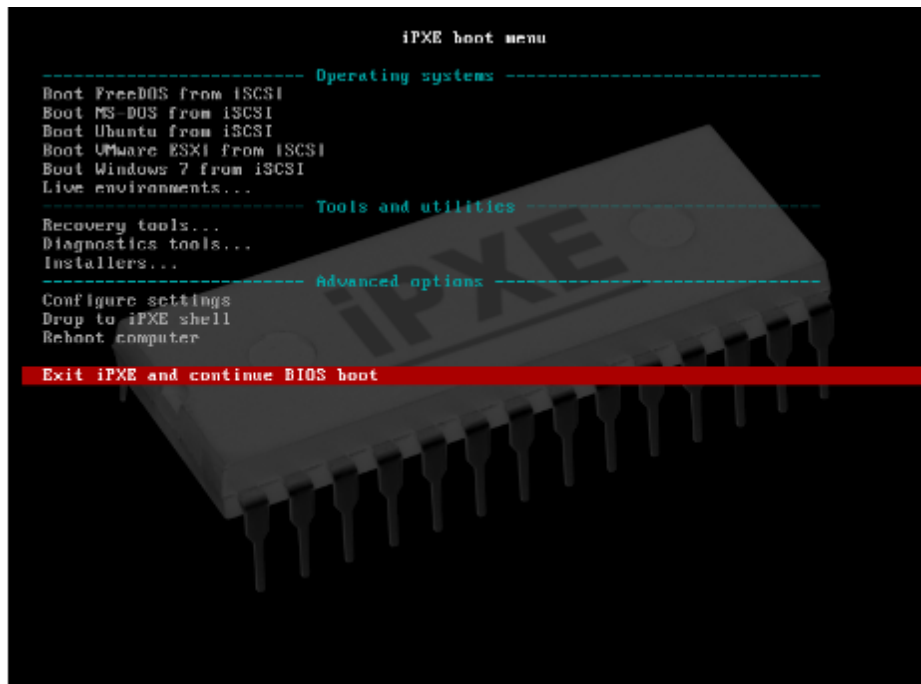 iPXE boot menu
---------------------------- Operating systems ----------------------------------
Boot FreeDOS from iSCSI
Boot MS-DOS from iSCSI
Boot Ubuntu from iSCSI
Boot VMware ESXi from iSCSI
Boot Windows 7 from iSCSI
Live environments...
---------------------------- Tools and utilities --------------------------------
Recovery tools...
Diagnostics tools...
Installers...
---------------------------- Advanced options -----------------------------------
Configure settings
Drop to iPXE shell
Reboot computer
Exit iPXE and continue BIOS boot
iPXE